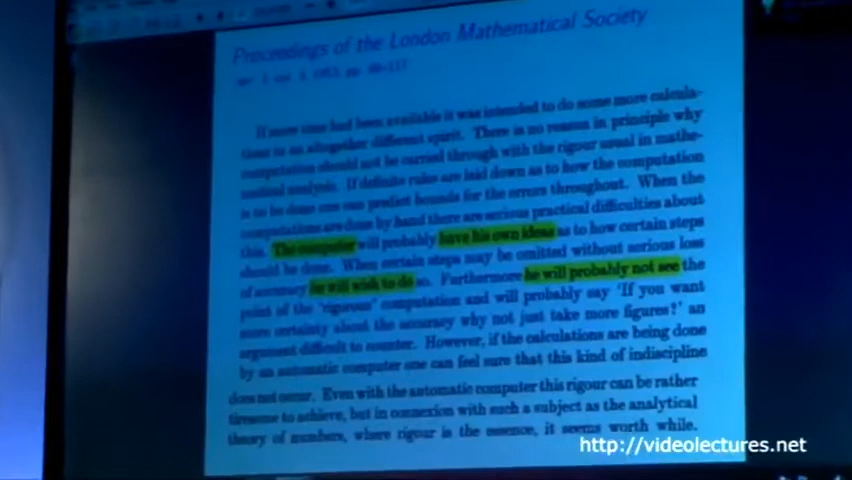 Proceedings of the London Mathematical Society
If more time had been available it was intended to do some more calcula-
tions in an altogether different spirit. There is no reason in principle why
computation should not be carried through with the rigour usual in mathe-
matical analysis. If definite rules are laid down as to how the computation
is to be done one can predict bounds for the errors throughout. When the
computations are done by hand there are serious practical difficulties about
this. The computer will probably have his own ideas as to how certain steps
should be done. When certain steps may be omitted without serious loss
of accuracy he will wish to do so. Furthermore he will probably not see the
point of the 'rigorous' computation and will probably say 'If you want
more certainty about the accuracy why not just take more figures?' an
argument difficult to counter. However, if the calculations are being done
by an automatic computer one can feel sure that this kind of indiscipline
does not occur. Even with the automatic computer this rigour can be rather
tiresome to achieve, but in connexion with such a subject as the analytical
theory of numbers, where rigour is the essence, it seems worth while.
http://videolectures.net